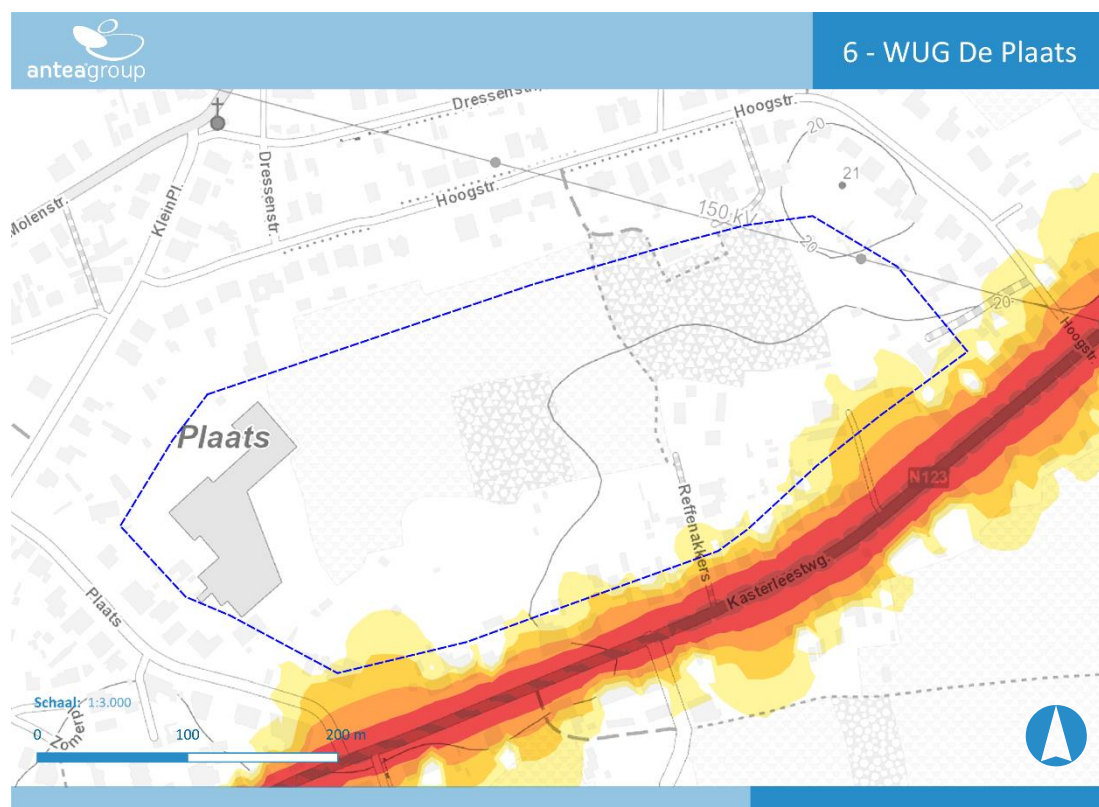 anteagroup
6 - WUG De Plaats
Dressenstr.
Hoogstr.
20
21
Molenstr.
KleinPl.
Dressenstr
Hoogstr.
150 kV
20
20
Hoogstr.
Plaats
N123
Reffenakkers
Kasterleestwg.
Plaats
Schaal: 1:3.000
Zomerpl
0 100 200 m